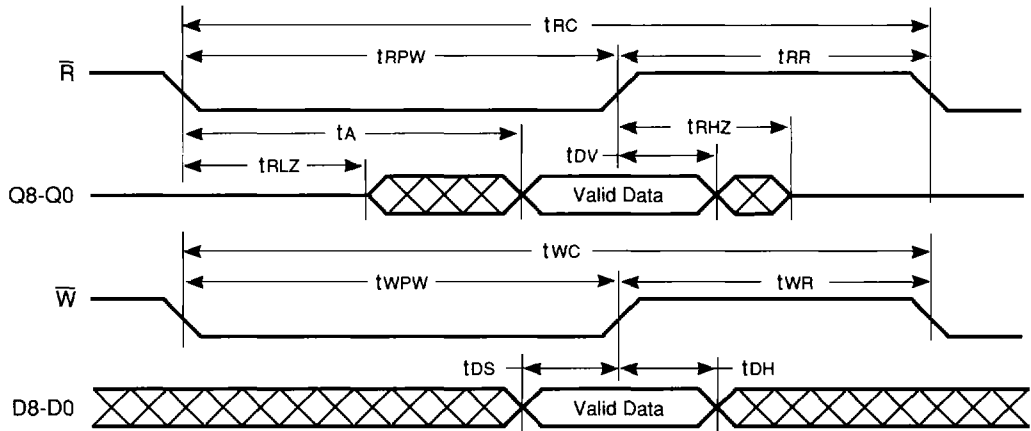 tRC
tRPW
tRR
R̅
tA
tRHZ
tDV
tRLZ
Q8-Q0
Valid Data
tWC
tWPW
tWR
W̅
tDS
tDH
D8-D0
Valid Data